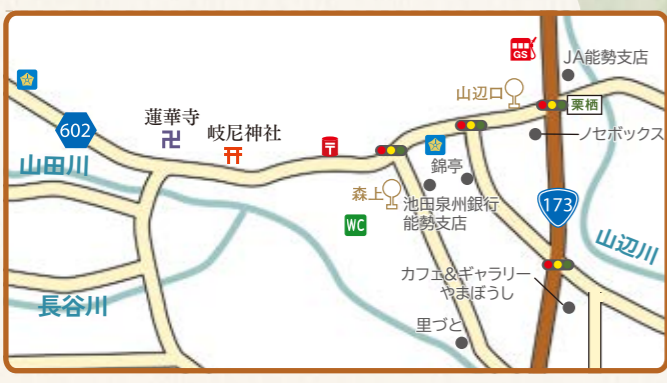 GS
JA能勢支店
山辺口
栗栖
ノセボックス
602
蓮華寺
岐尼神社
山田川
錦亭
森上
池田泉州銀行
能勢支店
WC
173
山辺川
カフェ&ギャラリー
やまぼうし
長谷川
里づと